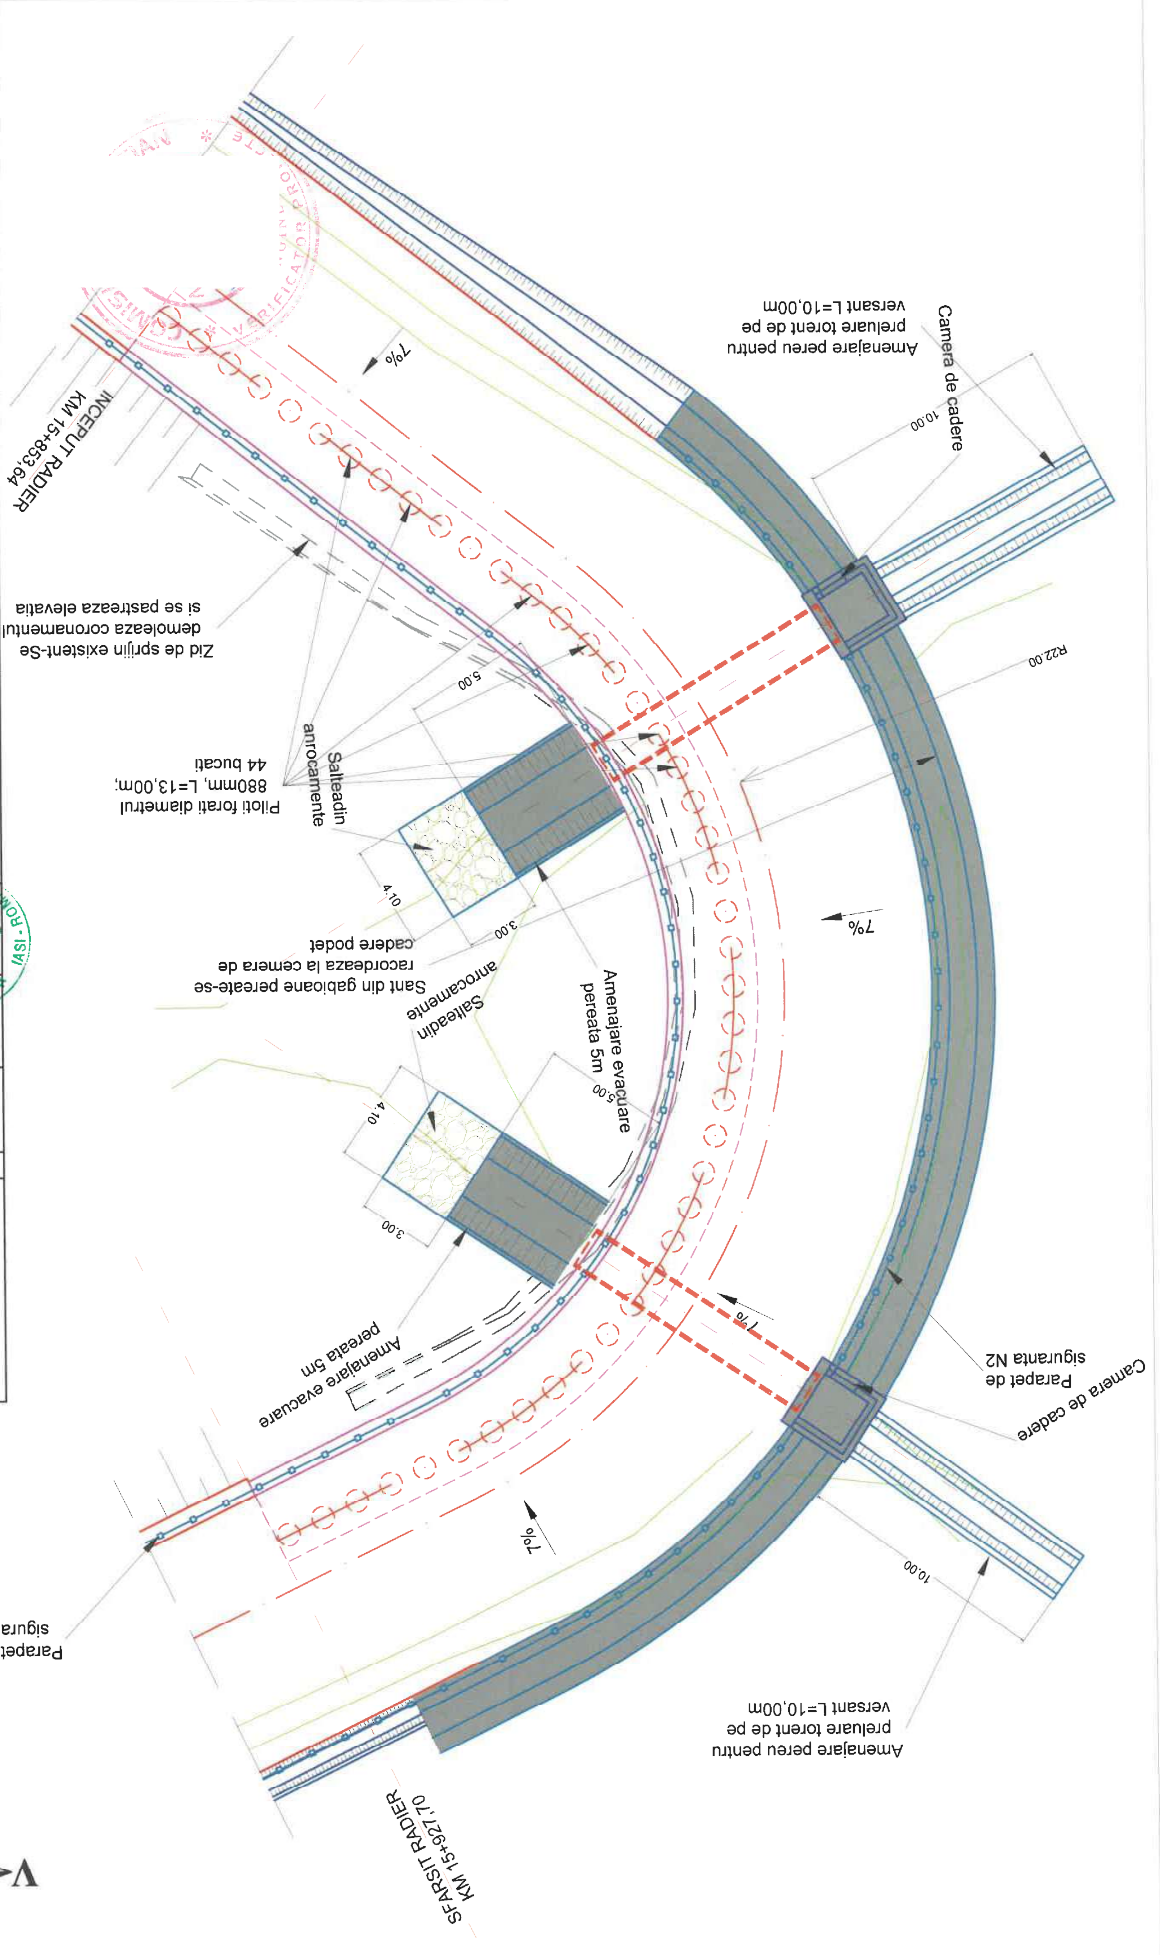 V
SFARSIT RADIER
KM 15+927,70
Amenajare pereu pentru
preluare torent de pe
versant L=10,00m
Parapet
sigura
10.00
7%
Camera de cadere
Parapet de
siguranta N2
7%
Amenajare evacuare
pereata 5m
3.00
4.10
5.00
Amenajare evacuare
pereata 5m
Salteadin
anrocamente
Sant din gabioane pereate-se
racordeaza la cemera de
cadere podet
7%
3.00
4.10
IASI - ROM
Salteadin
anrocamente
Piloti forati diametrul
880mm, L=13,00m;
44 bucati
5.00
R22.00
Zid de sprijin existent-Se
demoleaza coronamentul
si se pastreaza elevatia
INCEPUT RADIER
KM 15+853,64
10.00
Camera de cadere
Amenajare pereu pentru
preluare torent de pe
versant L=10,00m
7%
VERIFICATOR PROIECTE